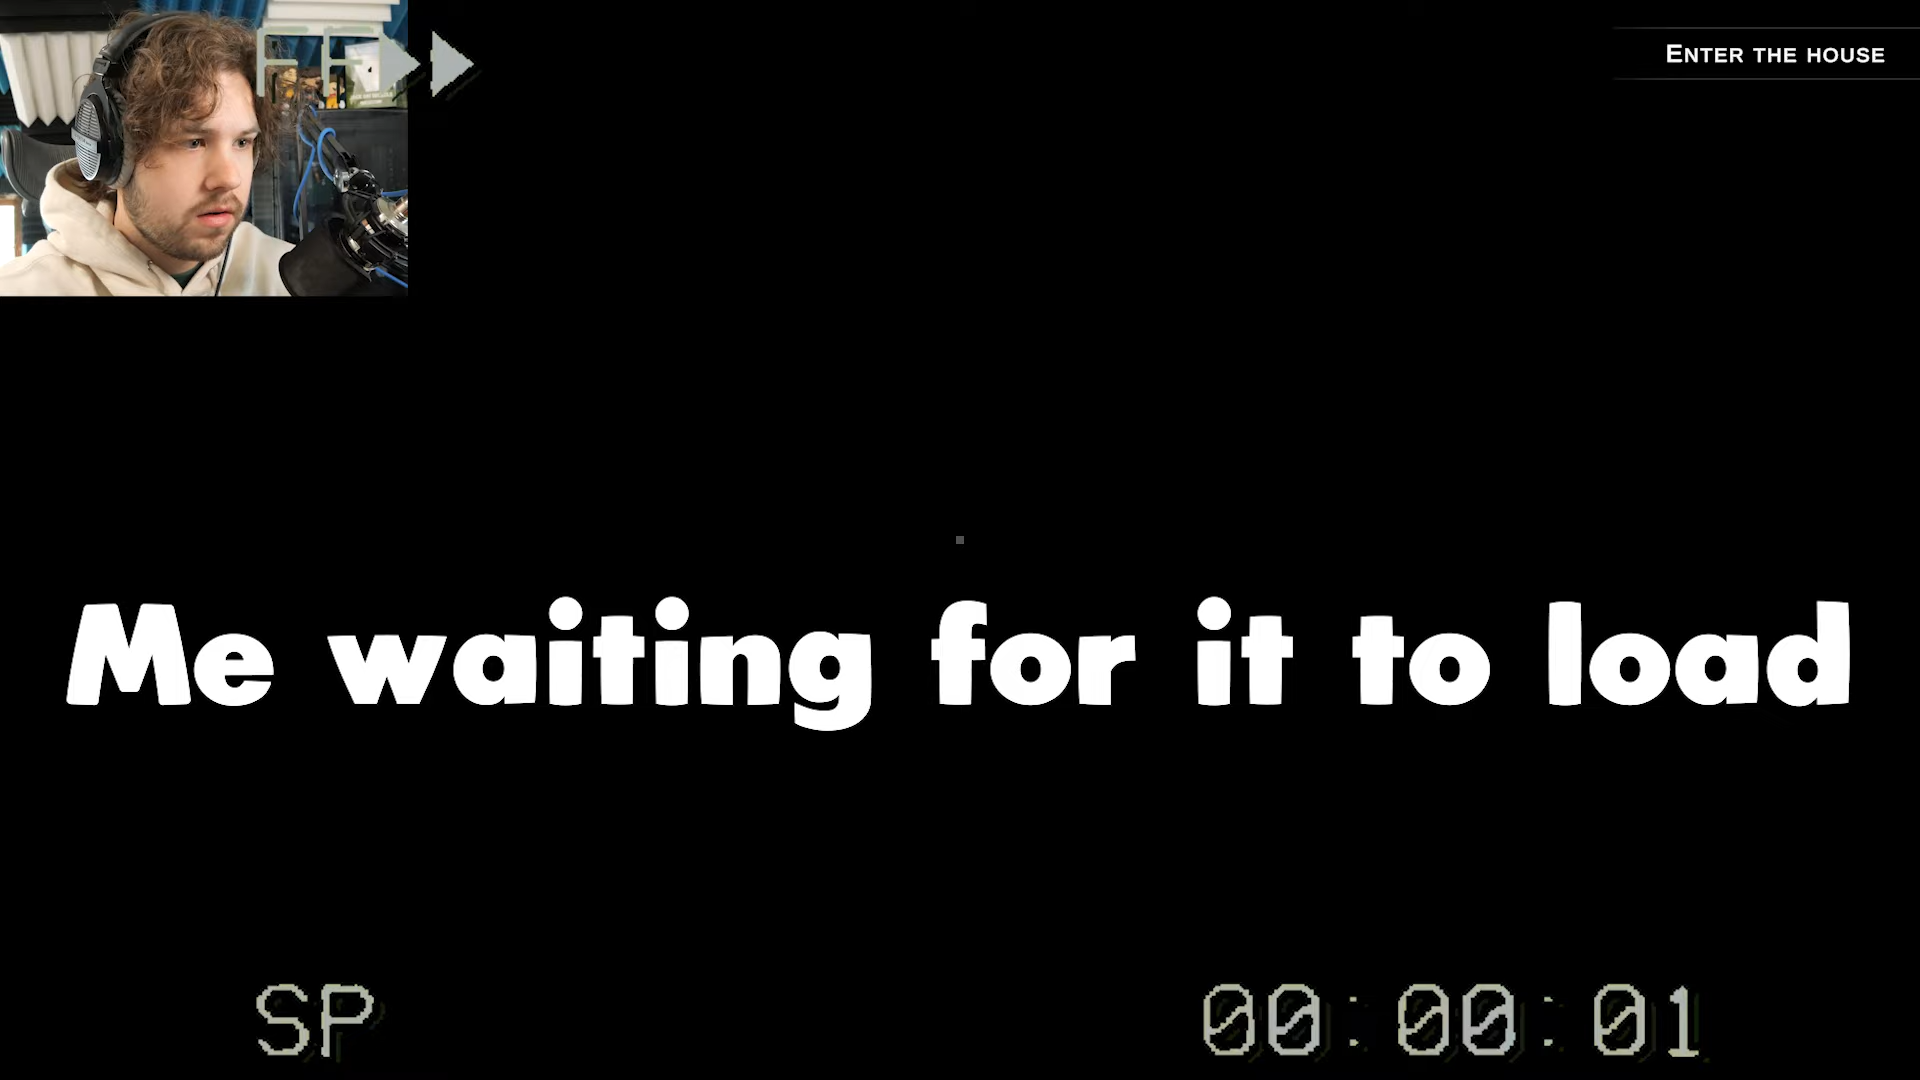 FF
ENTER THE HOUSE
Me waiting for it to load
SP
00:00:01